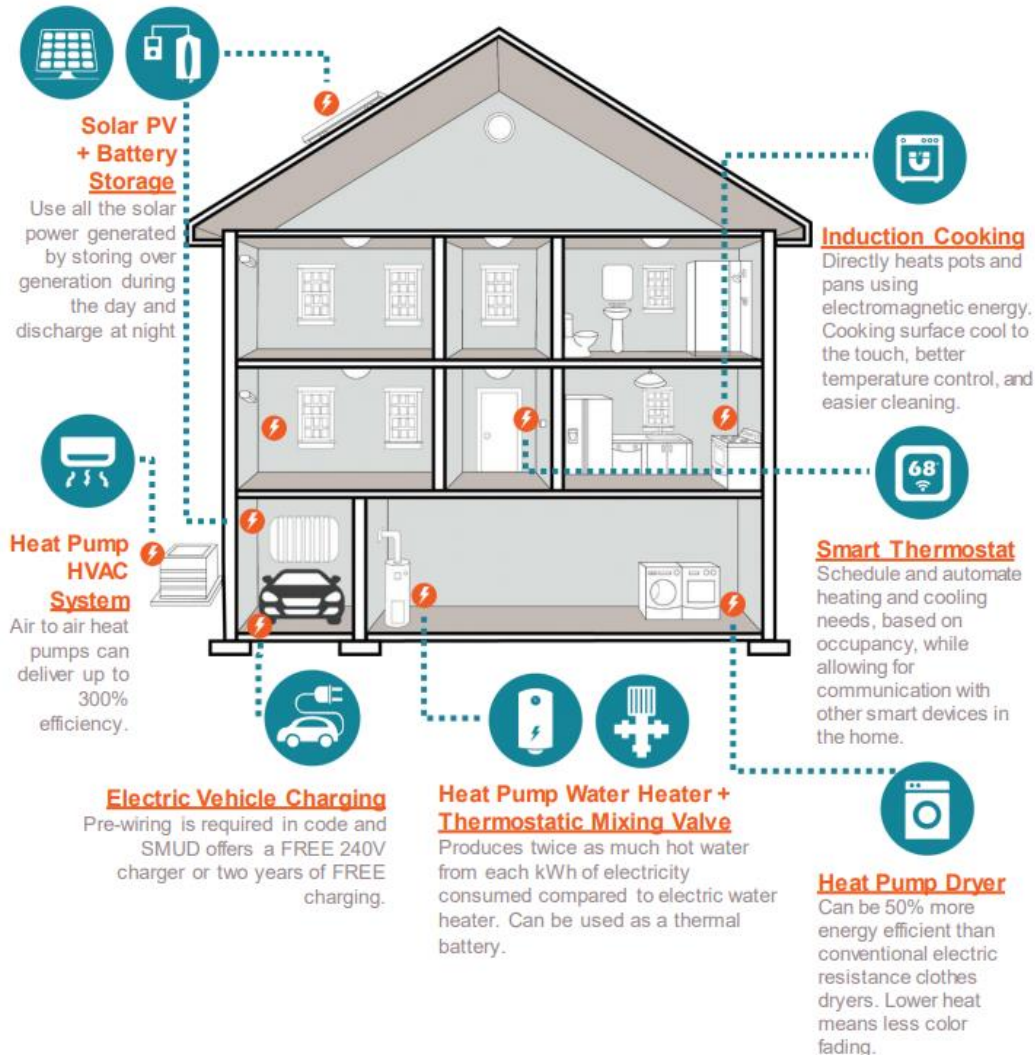 Solar PV
+ Battery
Storage
Use all the solar
power generated
by storing over
generation during
the day and
discharge at night
Induction Cooking
Directly heats pots and
pans using
electromagnetic energy.
Cooking surface cool to
the touch, better
temperature control, and
easier cleaning.
Heat Pump
HVAC
System
Air to air heat
pumps can
deliver up to
300%
efficiency.
68°
Smart Thermostat
Schedule and automate
heating and cooling
needs, based on
occupancy, while
allowing for
communication with
other smart devices in
the home.
Electric Vehicle Charging
Pre-wiring is required in code and
SMUD offers a FREE 240V
charger or two years of FREE
charging.
Heat Pump Water Heater +
Thermostatic Mixing Valve
Produces twice as much hot water
from each kWh of electricity
consumed compared to electric water
heater. Can be used as a thermal
battery.
Heat Pump Dryer
Can be 50% more
energy efficient than
conventional electric
resistance clothes
dryers. Lower heat
means less color
fading.